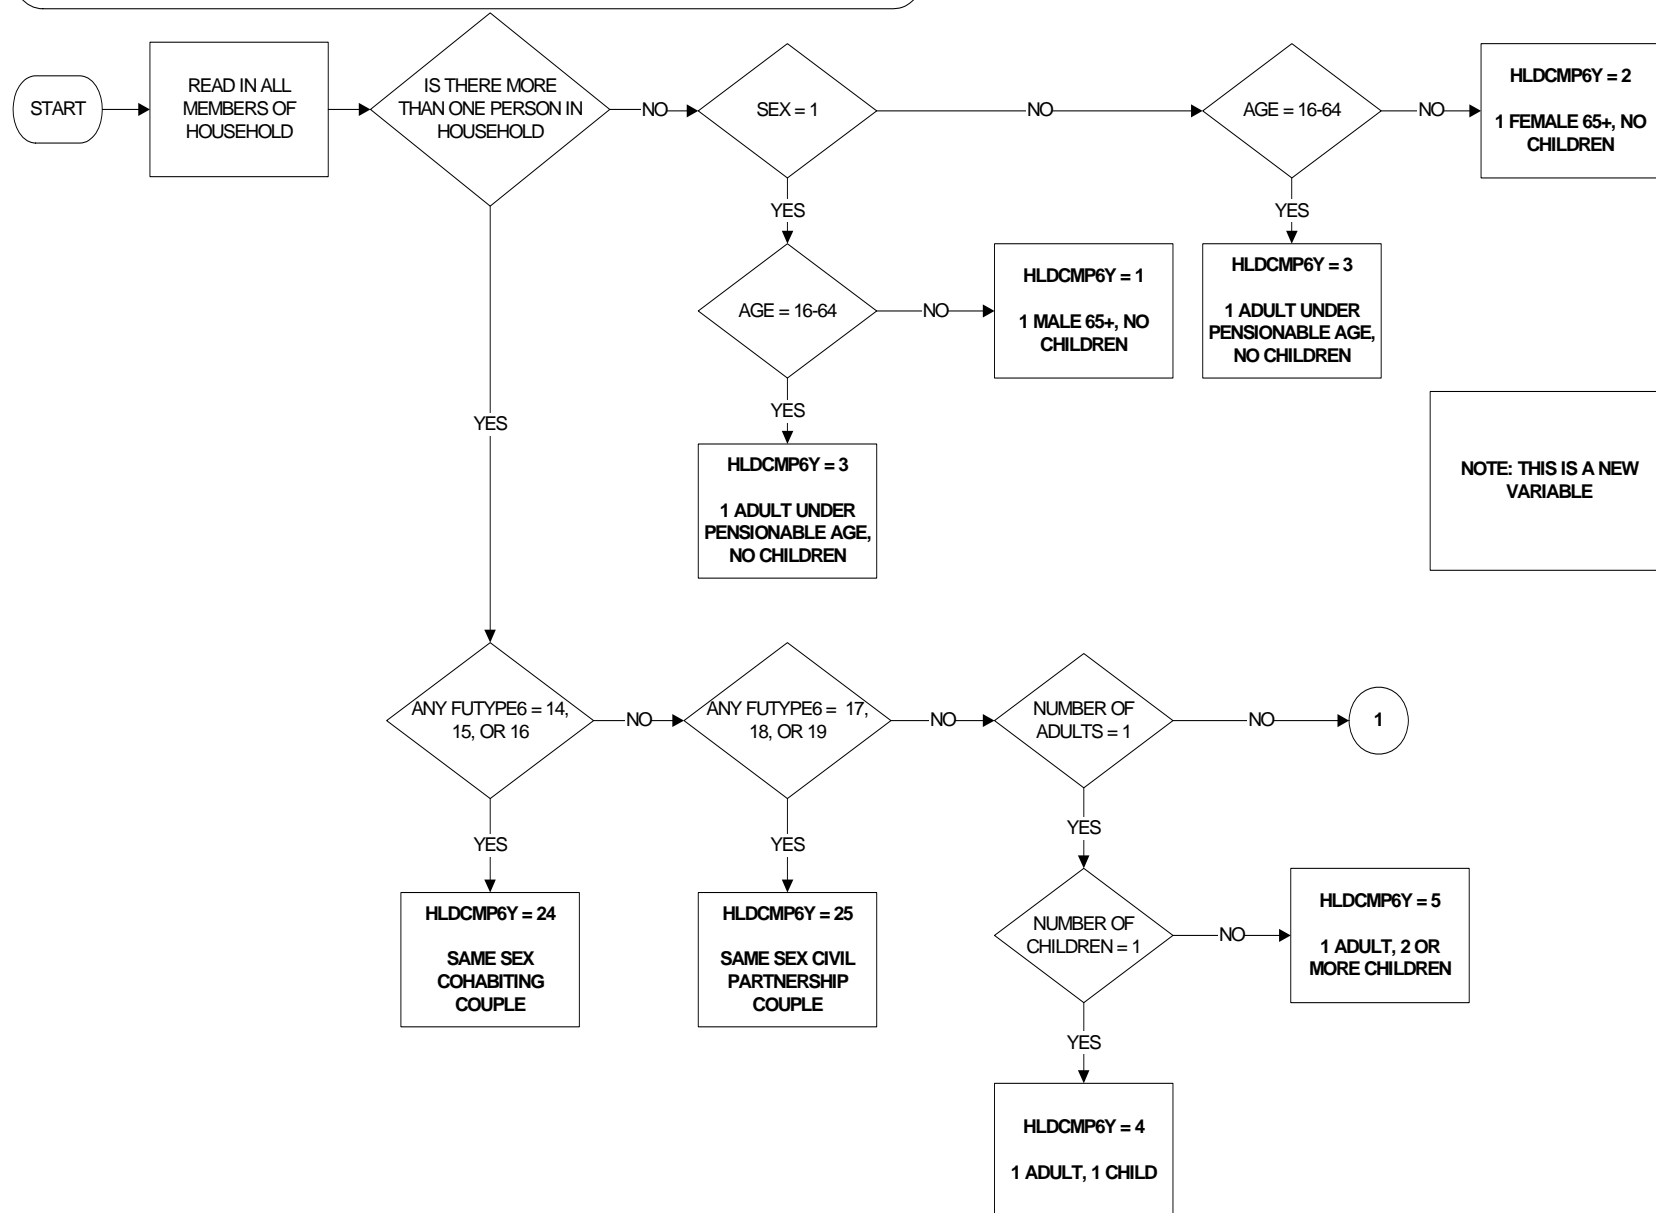 START
READ IN ALL
MEMBERS OF
HOUSEHOLD
IS THERE MORE
THAN ONE PERSON IN
HOUSEHOLD
NO
SEX = 1
NO
AGE = 16-64
NO
HLDCMP6Y = 2
1 FEMALE 65+, NO
CHILDREN
YES
YES
AGE = 16-64
NO
HLDCMP6Y = 1
1 MALE 65+, NO
CHILDREN
HLDCMP6Y = 3
1 ADULT UNDER
PENSIONABLE AGE,
NO CHILDREN
YES
YES
HLDCMP6Y = 3
1 ADULT UNDER
PENSIONABLE AGE,
NO CHILDREN
NOTE: THIS IS A NEW
VARIABLE
ANY FUTYPE6 = 14,
15, OR 16
NO
ANY FUTYPE6 = 17,
18, OR 19
NO
NUMBER OF
ADULTS = 1
NO
1
YES
YES
YES
HLDCMP6Y = 24
SAME SEX
COHABITING
COUPLE
HLDCMP6Y = 25
SAME SEX CIVIL
PARTNERSHIP
COUPLE
NUMBER OF
CHILDREN = 1
NO
HLDCMP6Y = 5
1 ADULT, 2 OR
MORE CHILDREN
YES
HLDCMP6Y = 4
1 ADULT, 1 CHILD